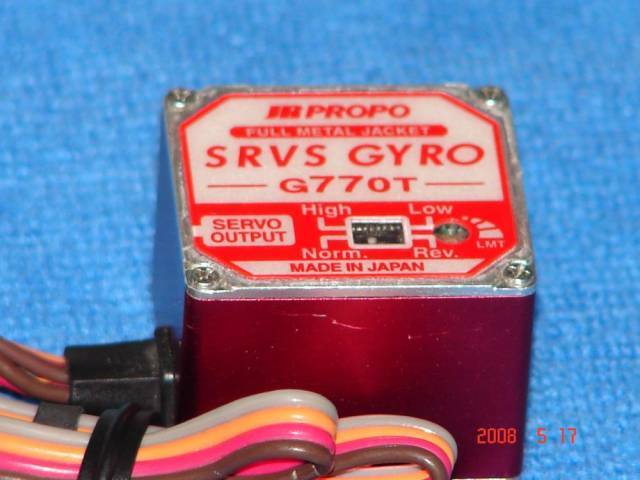 JR PROPO
FULL METAL JACKET
SRVS GYRO
G770T
High Low
SERVO
OUTPUT
LMT
Norm. Rev.
MADE IN JAPAN
2008 5 17